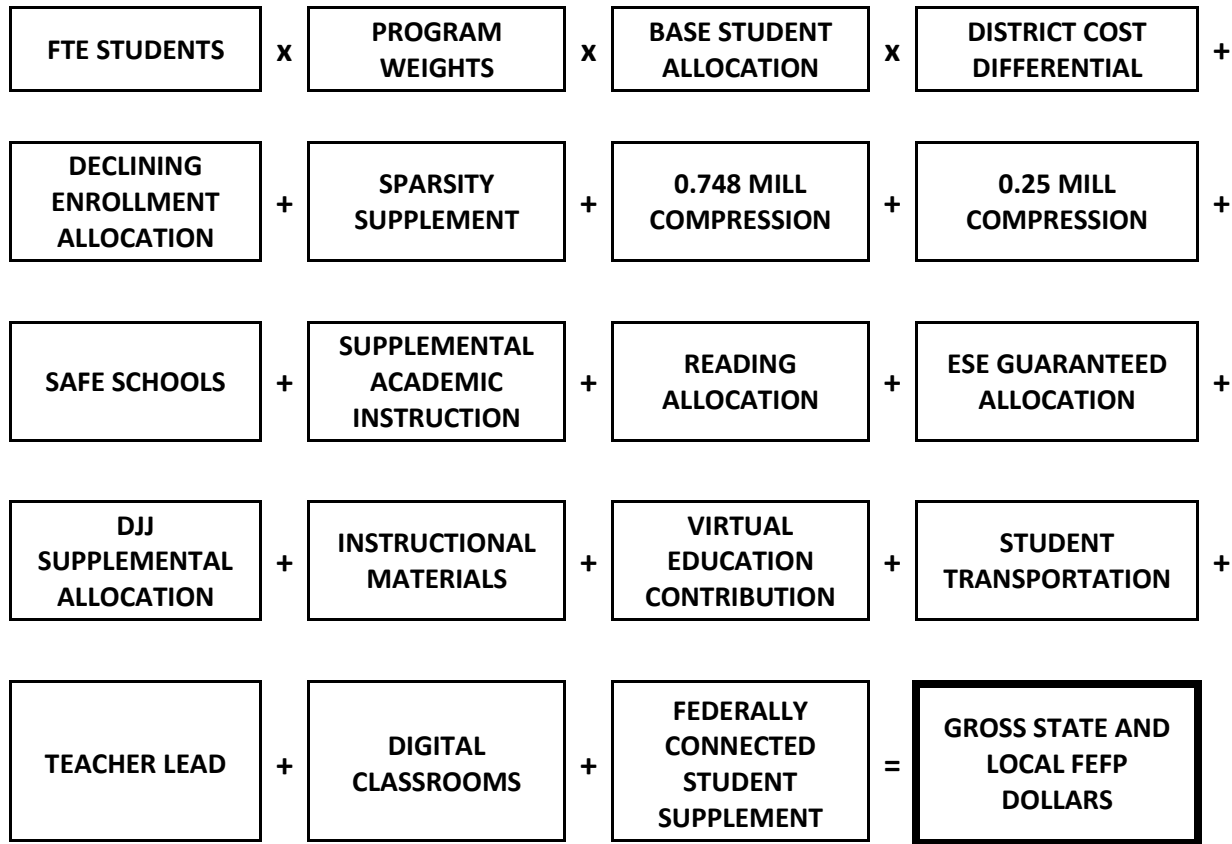 FTE STUDENTS x PROGRAM WEIGHTS x BASE STUDENT ALLOCATION x DISTRICT COST DIFFERENTIAL +
DECLINING ENROLLMENT ALLOCATION + SPARSITY SUPPLEMENT + 0.748 MILL COMPRESSION + 0.25 MILL COMPRESSION +
SAFE SCHOOLS + SUPPLEMENTAL ACADEMIC INSTRUCTION + READING ALLOCATION + ESE GUARANTEED ALLOCATION +
DJJ SUPPLEMENTAL ALLOCATION + INSTRUCTIONAL MATERIALS + VIRTUAL EDUCATION CONTRIBUTION + STUDENT TRANSPORTATION +
TEACHER LEAD + DIGITAL CLASSROOMS + FEDERALLY CONNECTED STUDENT SUPPLEMENT = GROSS STATE AND LOCAL FEFP DOLLARS